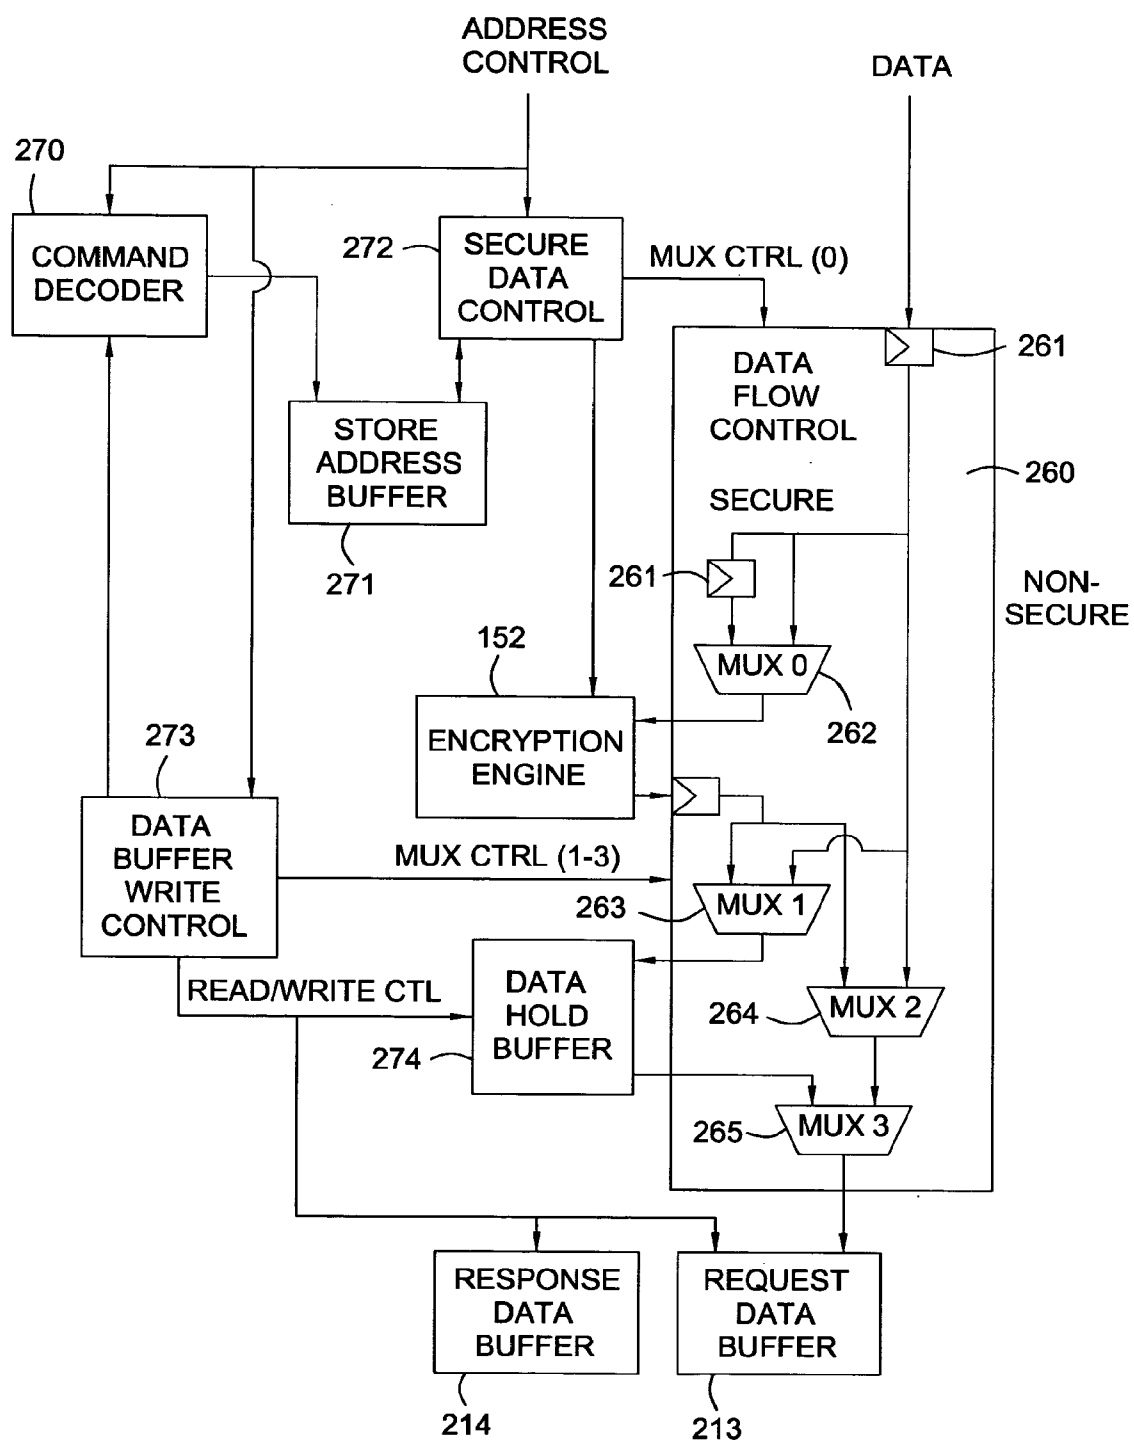 ADDRESS
CONTROL
DATA
270
COMMAND
DECODER
272
SECURE
DATA
CONTROL
MUX CTRL (0)
261
DATA
FLOW
CONTROL
STORE
ADDRESS
BUFFER
271
260
SECURE
261
NON-
SECURE
MUX 0
262
152
ENCRYPTION
ENGINE
273
DATA
BUFFER
WRITE
CONTROL
MUX CTRL (1-3)
263
MUX 1
READ/WRITE CTL
DATA
HOLD
BUFFER
274
264
MUX 2
265
MUX 3
RESPONSE
DATA
BUFFER
214
REQUEST
DATA
BUFFER
213